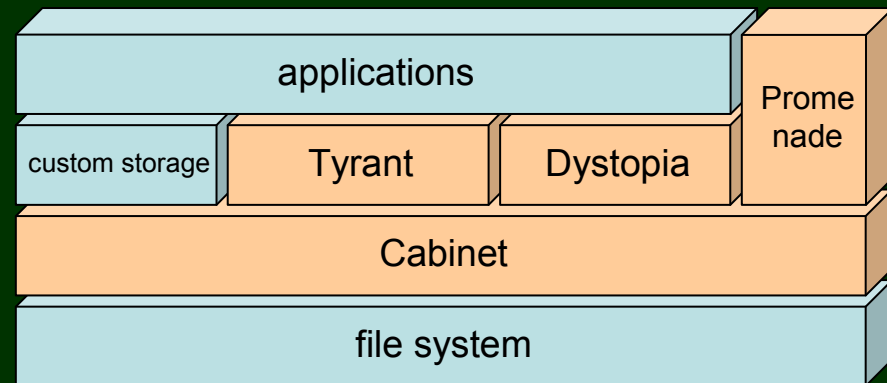 applications
Prome
nade
custom storage
Tyrant
Dystopia
Cabinet
file system